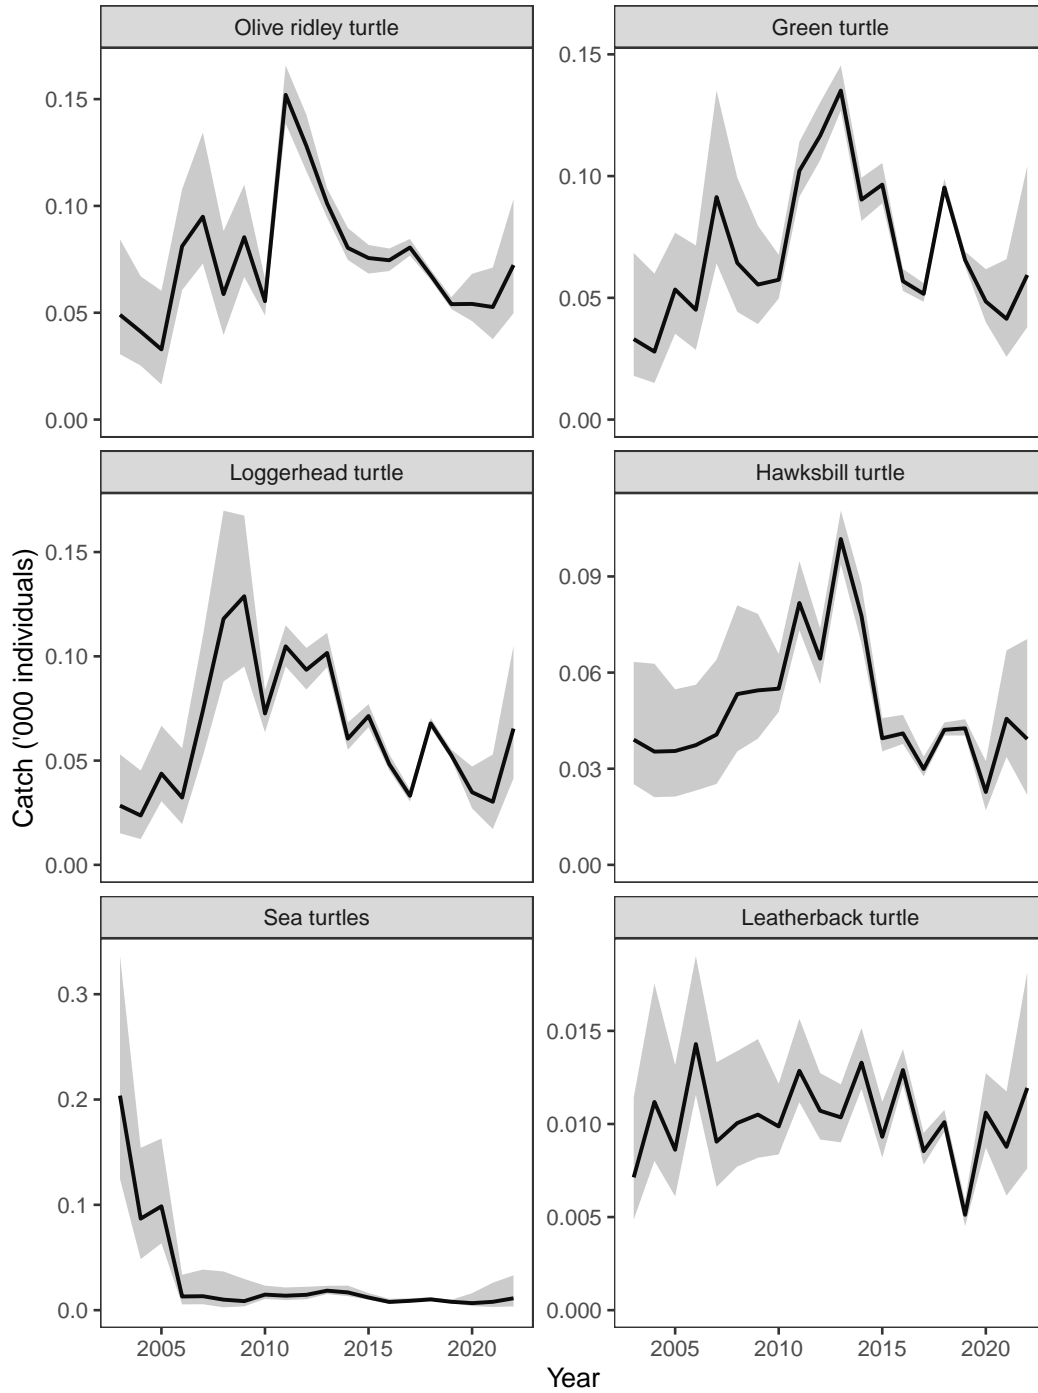 Olive ridley turtle
Green turtle
0.15
0.10
0.05
0.00
0.15
0.10
0.05
0.00
Loggerhead turtle
Hawksbill turtle
0.15
0.10
0.05
0.00
0.09
0.06
0.03
0.00
Sea turtles
Leatherback turtle
0.3
0.2
0.1
0.0
0.015
0.010
0.005
0.000
2005 2010 2015 2020
2005 2010 2015 2020
Catch ('000 individuals)
Year